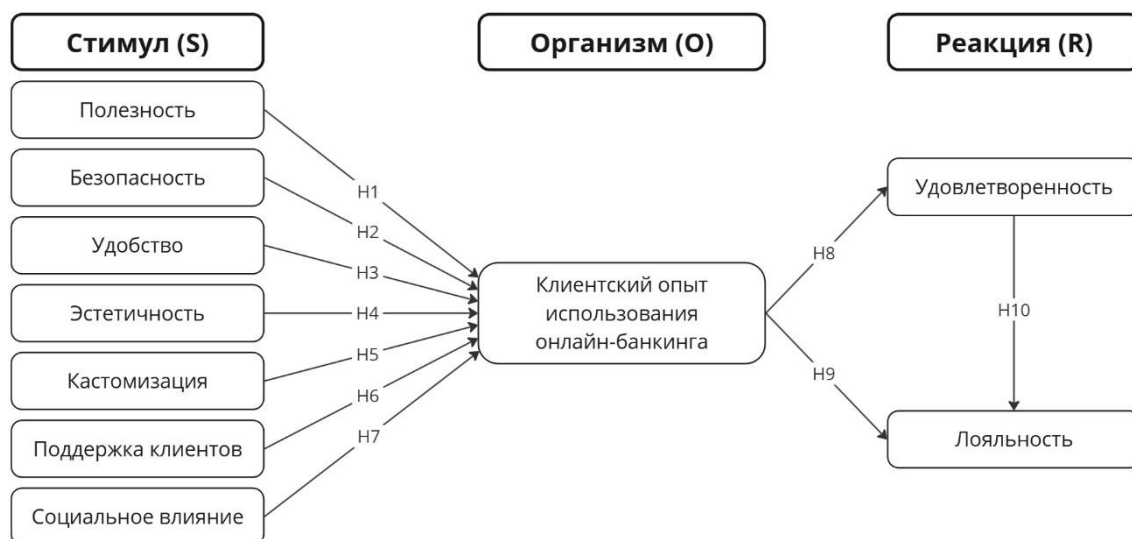 Стимул (S)
Организм (O)
Реакция (R)
Полезность
Безопасность
Удобство
Эстетичность
Кастомизация
Поддержка клиентов
Социальное влияние
H1
H2
H3
H4
H5
H6
H7
Клиентский опыт
использования
онлайн-банкинга
H8
H9
Удовлетворенность
H10
Лояльность